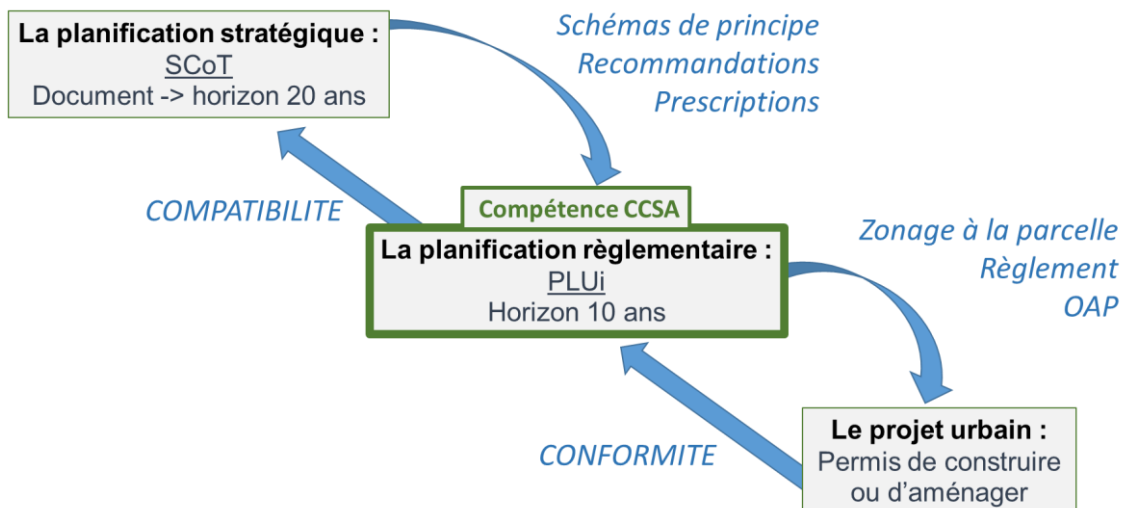 La planification stratégique :
SCoT
Document -> horizon 20 ans
Schémas de principe
Recommandations
Prescriptions
COMPATIBILITE
Compétence CCSA
La planification règlementaire :
PLUi
Horizon 10 ans
Zonage à la parcelle
Règlement
OAP
CONFORMITE
Le projet urbain :
Permis de construire
ou d'aménager